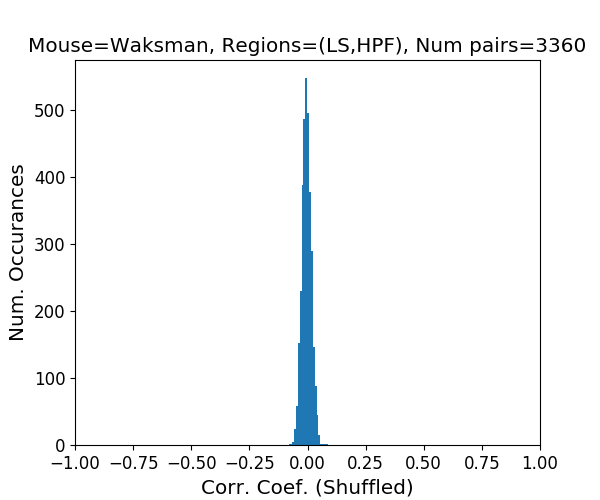 Mouse=Waksman, Regions=(LS,HPF), Num pairs=3360
Num. Occurances
500
400
300
200
100
0
−1.00 −0.75 −0.50 −0.25 0.00 0.25 0.50 0.75 1.00
Corr. Coef. (Shuffled)